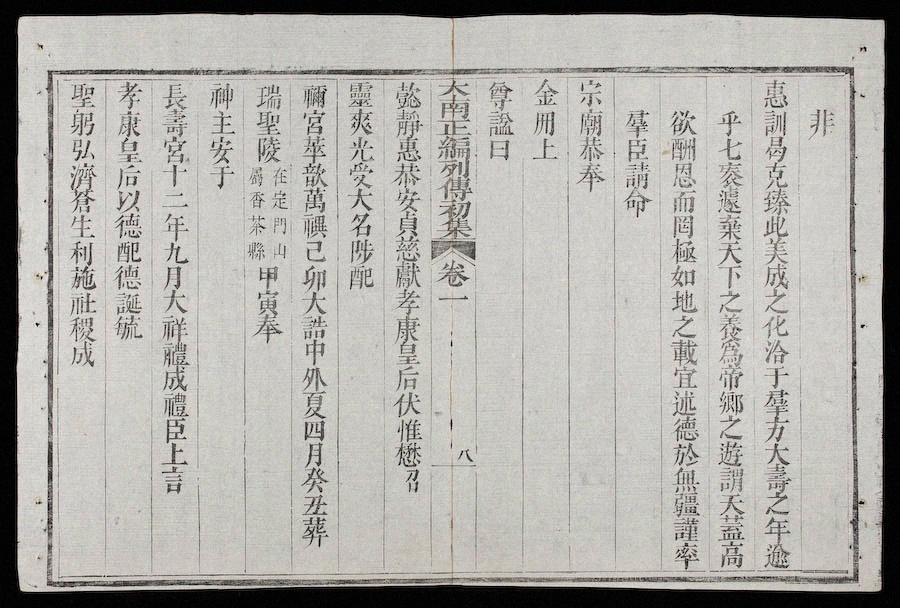 非
惠訓曷克臻此美成之化洽于羣方大壽之年逾
乎七袠遽棄天下之養爲帝鄉之遊謂天蓋高
欲酬恩而罔極如地之載宜述德於無疆謹率
羣臣請命
宗廟恭奉
金册上
尊謚曰
大南正編列傳初集 卷一 八
懿靜惠恭安貞慈獻孝康皇后伏惟懋昭
靈爽光受大名陟配
禰宮萃歆萬禩己卯大誥中外夏四月癸丑葬
瑞聖陵在定門山屬香茶縣甲寅奉
神主安于
長壽宮十二年九月大祥禮成禮臣上言
孝康皇后以德配德誕毓
聖躬弘濟蒼生利施社稷成